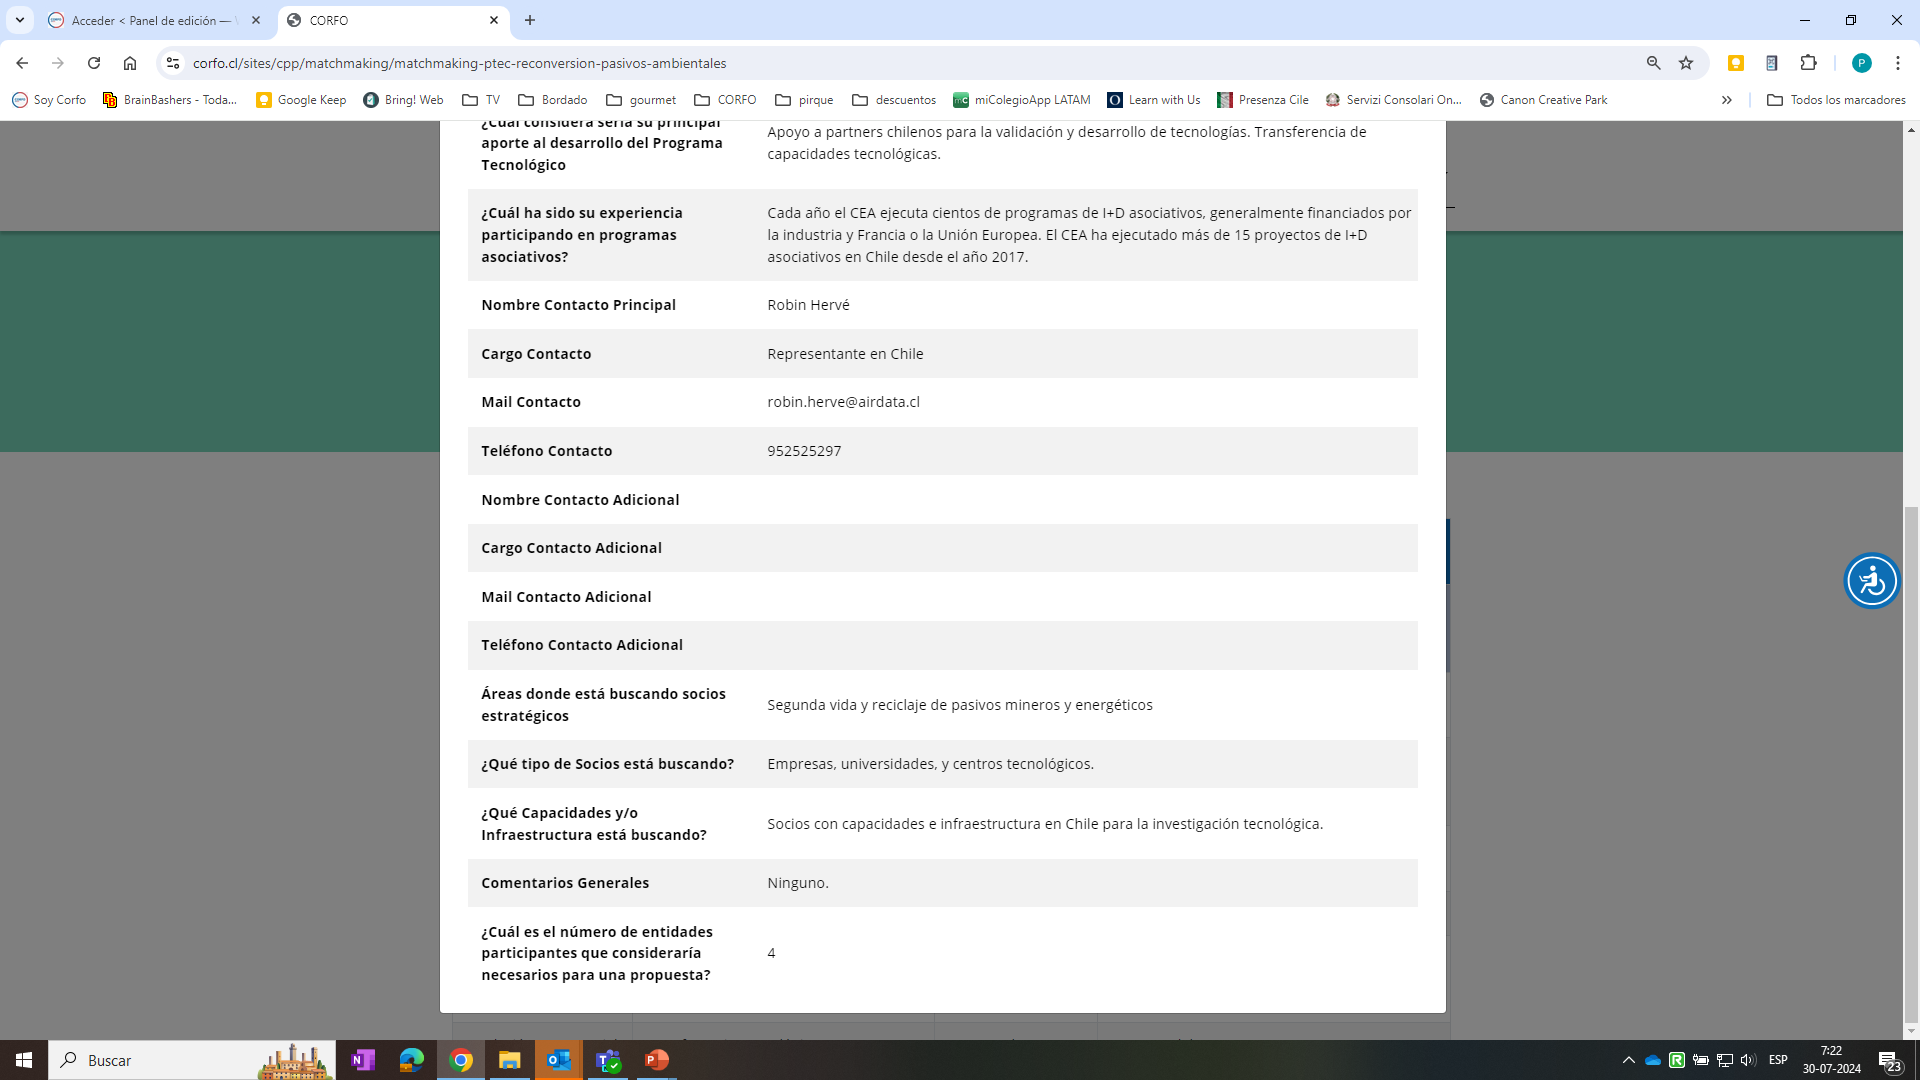 Acceder < Panel de edición —
CORFO
corfo.cl/sites/cpp/matchmaking/matchmaking-ptec-reconversion-pasivos-ambientales
P
Soy Corfo
BrainBashers - Toda...
Google Keep
Bring! Web
TV
Bordado
gourmet
CORFO
pirque
descuentos
miColegioApp LATAM
Learn with Us
Presenza Cile
Servizi Consolari On...
Canon Creative Park
Todos los marcadores
¿Cuál considera sería su principal
aporte al desarrollo del Programa
Tecnológico
Apoyo a partners chilenos para la validación y desarrollo de tecnologías. Transferencia de
capacidades tecnológicas.
¿Cuál ha sido su experiencia
participando en programas
asociativos?
Cada año el CEA ejecuta cientos de programas de I+D asociativos, generalmente financiados por
la industria y Francia o la Unión Europea. El CEA ha ejecutado más de 15 proyectos de I+D
asociativos en Chile desde el año 2017.
Nombre Contacto Principal
Robin Hervé
Cargo Contacto
Representante en Chile
Mail Contacto
robin.herve@airdata.cl
Teléfono Contacto
952525297
Nombre Contacto Adicional
Cargo Contacto Adicional
Mail Contacto Adicional
Teléfono Contacto Adicional
Áreas donde está buscando socios
estratégicos
Segunda vida y reciclaje de pasivos mineros y energéticos
¿Qué tipo de Socios está buscando?
Empresas, universidades, y centros tecnológicos.
¿Qué Capacidades y/o
Infraestructura está buscando?
Socios con capacidades e infraestructura en Chile para la investigación tecnológica.
Comentarios Generales
Ninguno.
¿Cuál es el número de entidades
participantes que consideraría
necesarios para una propuesta?
4
Buscar
ESP
7:22
30-07-2024
23